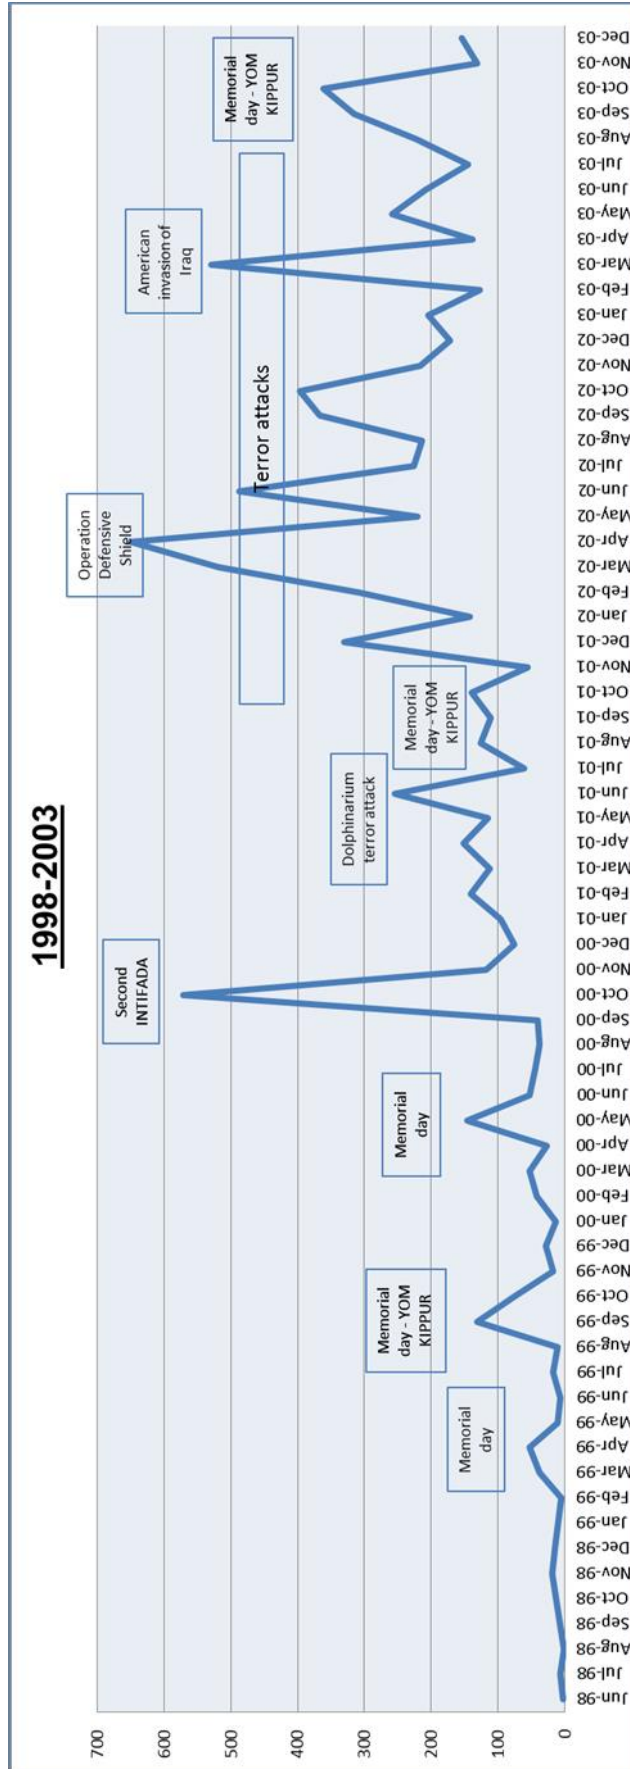 1998-2003
700
600
500
400
300
200
100
0
Memorial
day
Memorial
day - YOM
KIPPUR
Memorial
day
Second
INTIFADA
Dolphinarium
terror attack
Memorial
day - YOM
KIPPUR
Operation
Defensive
Shield
Terror attacks
American
invasion of
Iraq
Memorial
day - YOM
KIPPUR
Jun-98
Jul-98
Aug-98
Sep-98
Oct-98
Nov-98
Dec-98
Jan-99
Feb-99
Mar-99
Apr-99
May-99
Jun-99
Jul-99
Aug-99
Sep-99
Oct-99
Nov-99
Dec-99
Jan-00
Feb-00
Mar-00
Apr-00
May-00
Jun-00
Jul-00
Aug-00
Sep-00
Oct-00
Nov-00
Dec-00
Jan-01
Feb-01
Mar-01
Apr-01
May-01
Jun-01
Jul-01
Aug-01
Sep-01
Oct-01
Nov-01
Dec-01
Jan-02
Feb-02
Mar-02
Apr-02
May-02
Jun-02
Jul-02
Aug-02
Sep-02
Oct-02
Nov-02
Dec-02
Jan-03
Feb-03
Mar-03
Apr-03
May-03
Jun-03
Jul-03
Aug-03
Sep-03
Oct-03
Nov-03
Dec-03